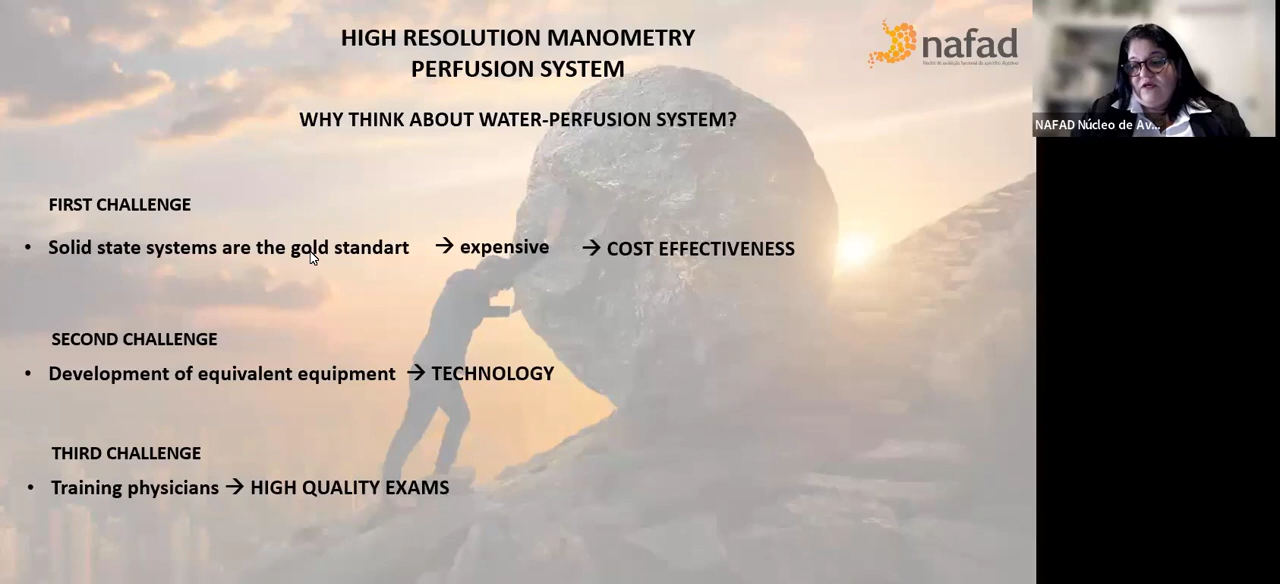 HIGH RESOLUTION MANOMETRY
PERFUSION SYSTEM
nafad
WHY THINK ABOUT WATER-PERFUSION SYSTEM?
NAFAD Núcleo de Av...
FIRST CHALLENGE
• Solid state systems are the gold standart → expensive → COST EFFECTIVENESS
SECOND CHALLENGE
• Development of equivalent equipment → TECHNOLOGY
THIRD CHALLENGE
• Training physicians → HIGH QUALITY EXAMS